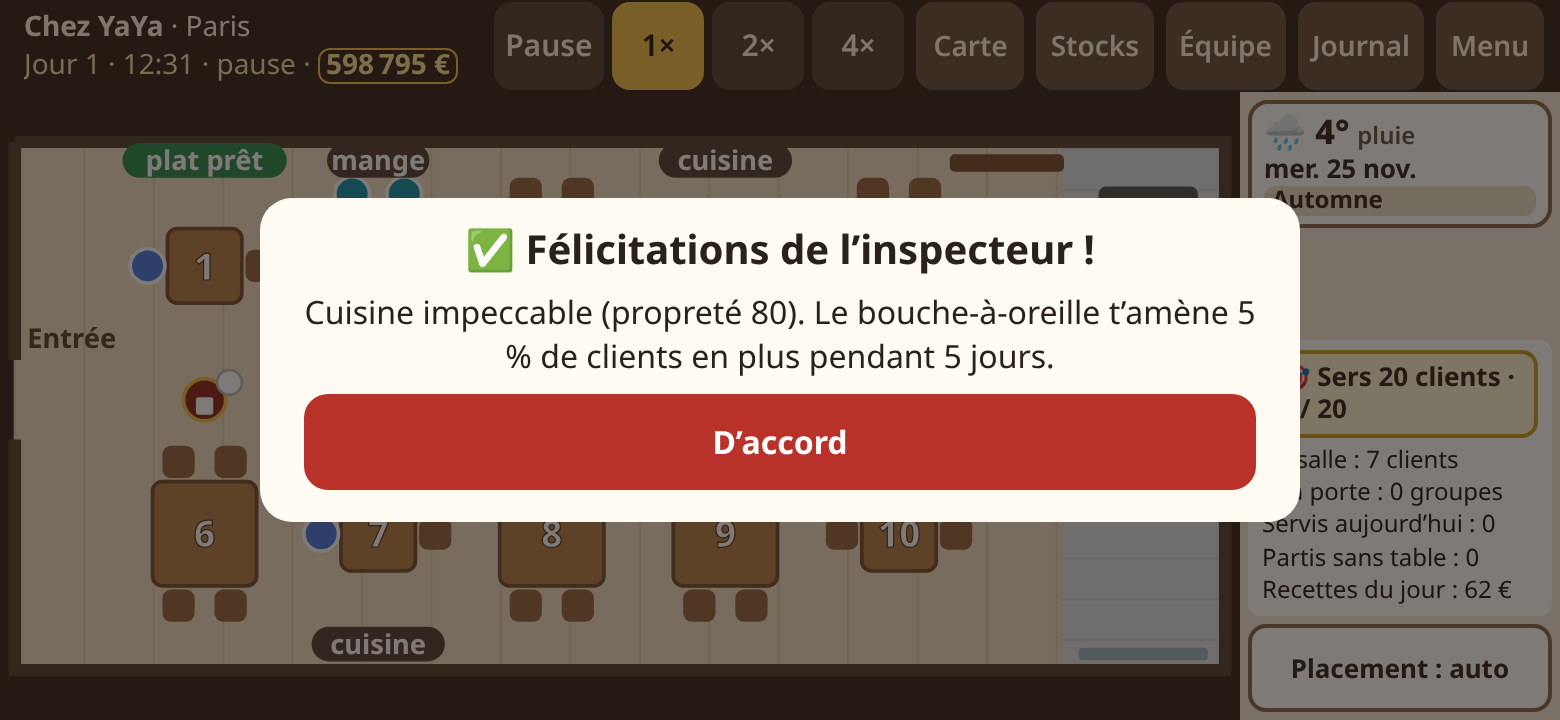 Chez YaYa · Paris
Jour 1 · 12:31 · pause · 598 795 €
Pause
1×
2×
4×
Carte
Stocks
Équipe
Journal
Menu
4° pluie
mer. 25 nov.
Automne
plat prêt
mange
cuisine
1
Entrée
✅ Félicitations de l’inspecteur !
Cuisine impeccable (propreté 80). Le bouche-à-oreille t’amène 5
% de clients en plus pendant 5 jours.
D’accord
Sers 20 clients ·
/ 20
salle : 7 clients
porte : 0 groupes
Servis aujourd’hui : 0
Partis sans table : 0
Recettes du jour : 62 €
6
7
8
9
10
cuisine
Placement : auto